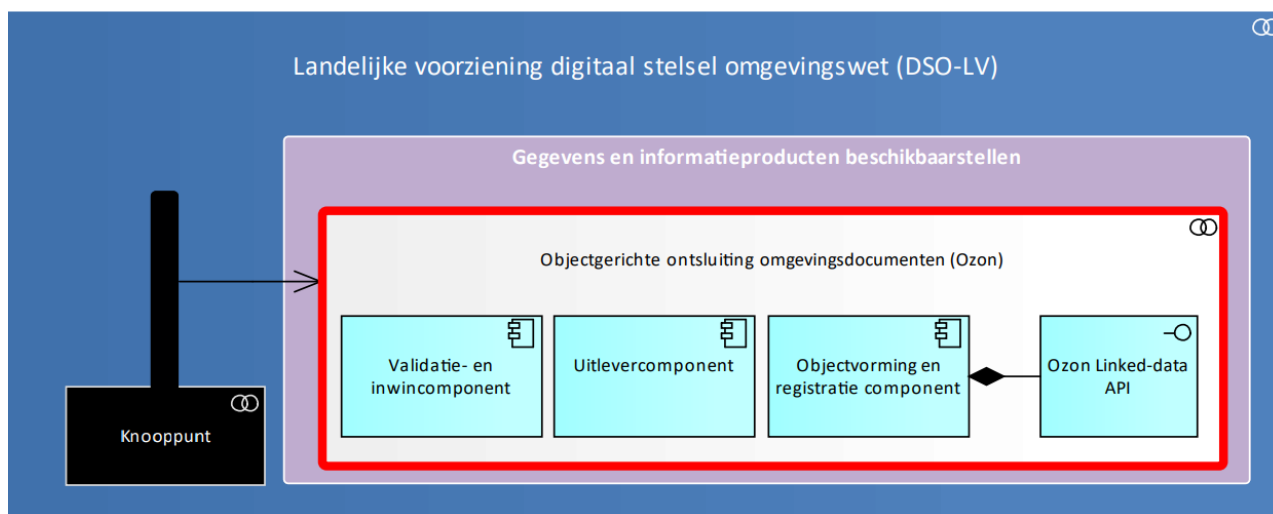 Landelijke voorziening digitaal stelsel omgevingswet (DSO-LV)
Gegevens en informatieproducten beschikbaarstellen
Objectgerichte ontsluiting omgevingsdocumenten (Ozon)
Validatie- en
inwincomponent
Uitlevercomponent
Objectvorming en
registratie component
Ozon Linked-data
API
Knooppunt